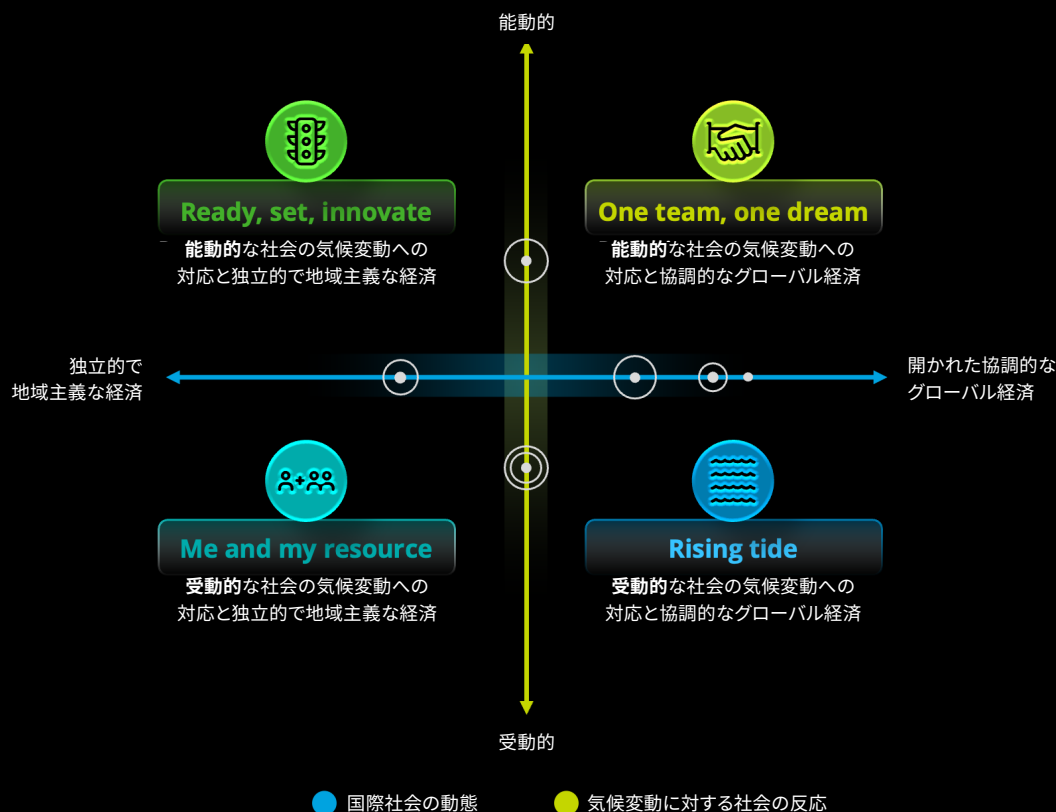 能動的
Ready, set, innovate
能動的な社会の気候変動への
対応と独立的で地域主義な経済
One team, one dream
能動的な社会の気候変動への
対応と協調的なグローバル経済
独立的で
地域主義な経済
開かれた協調的な
グローバル経済
Me and my resource
受動的な社会の気候変動への
対応と独立的で地域主義な経済
Rising tide
受動的な社会の気候変動への
対応と協調的なグローバル経済
受動的
国際社会の動態
気候変動に対する社会の反応